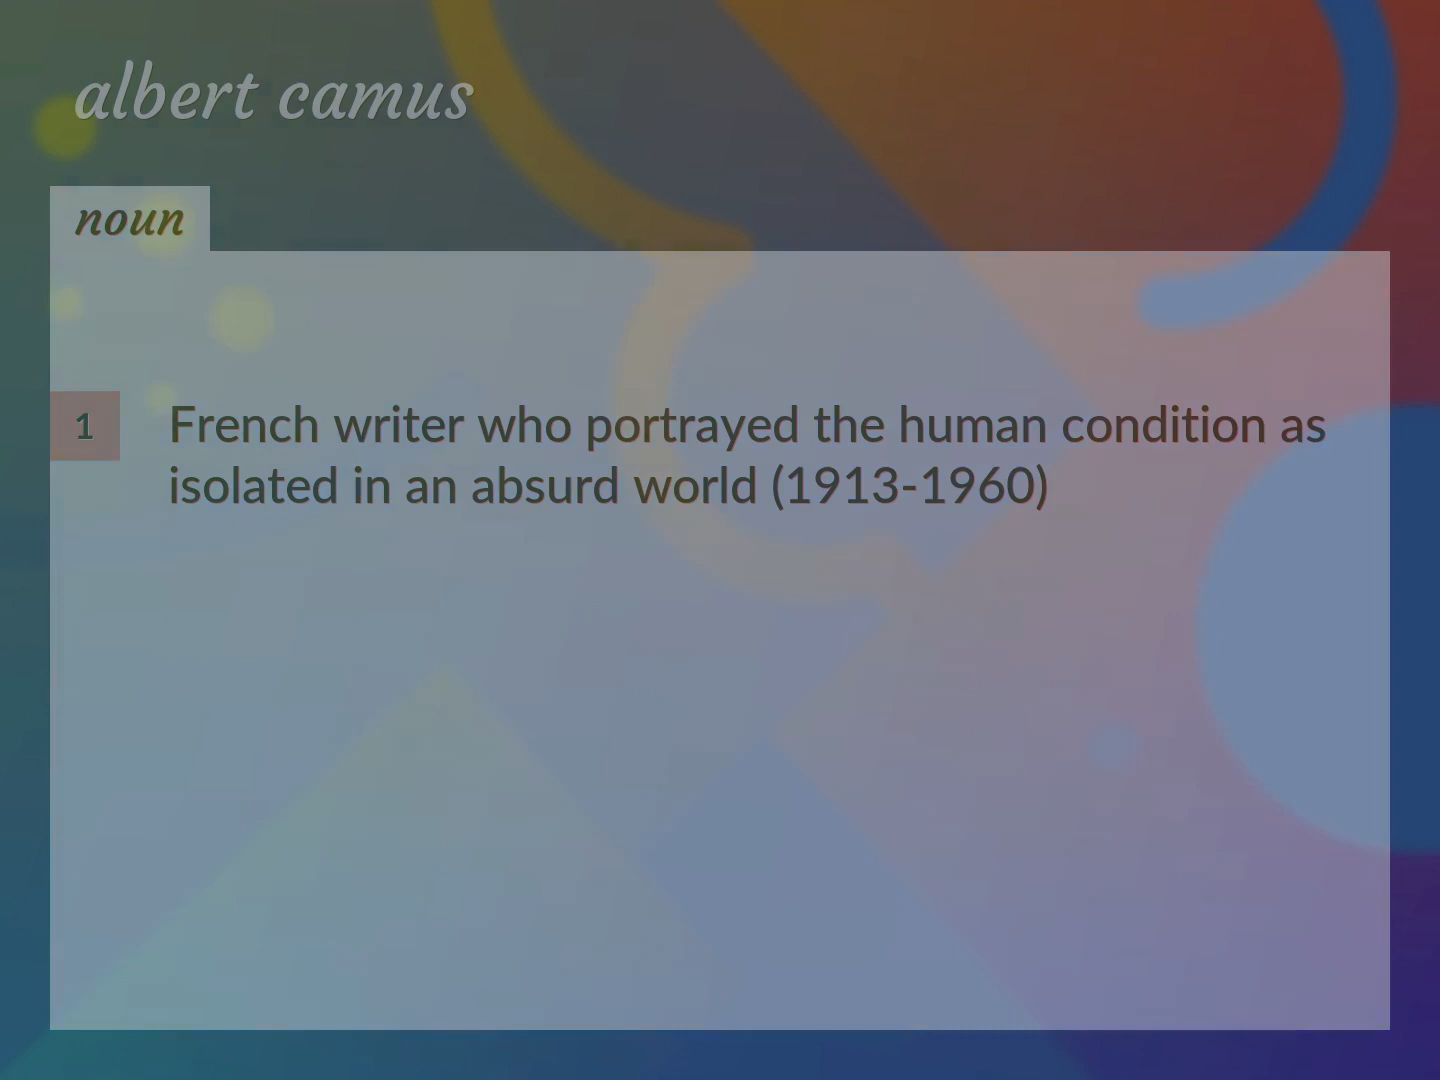 albert camus
noun
1
French writer who portrayed the human condition as
isolated in an absurd world (1913-1960)